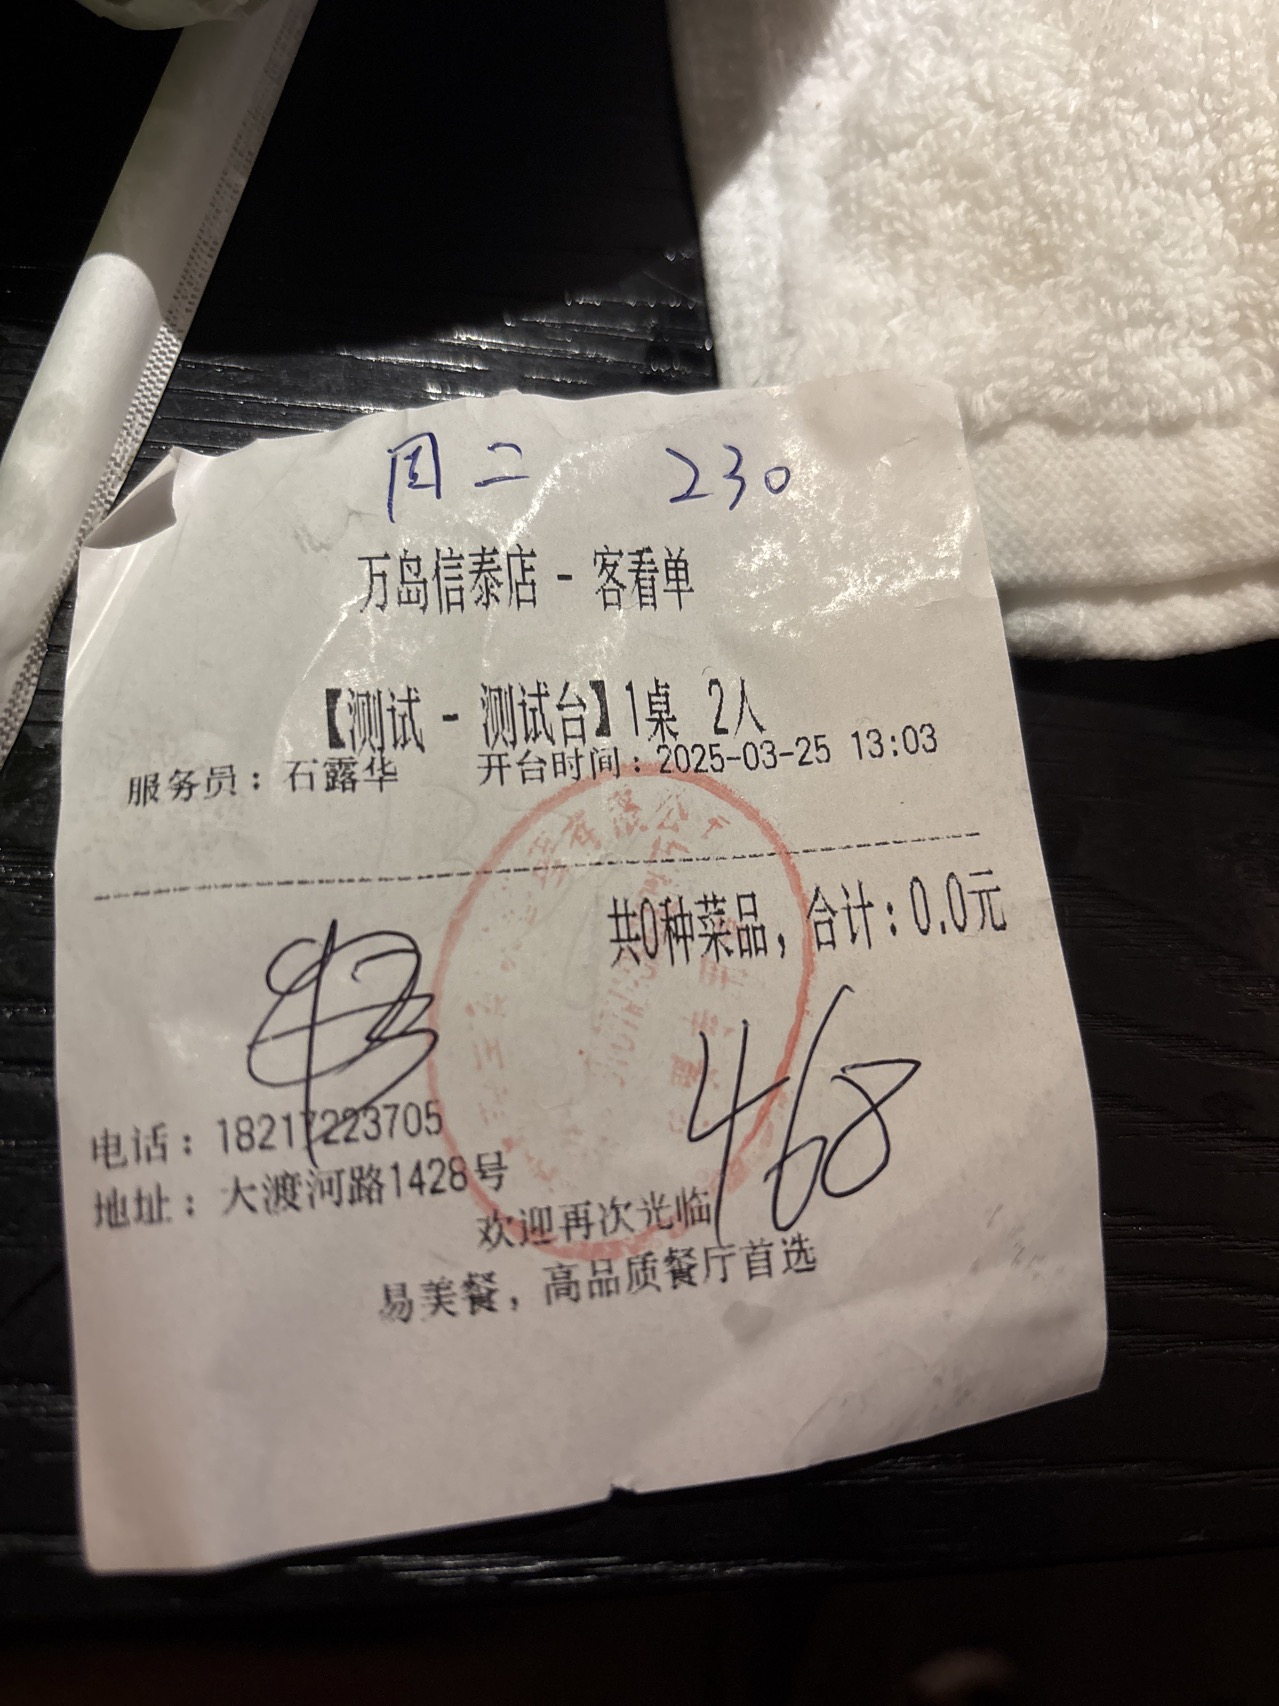 周二 230
万岛信泰店 - 客看单
【测试 - 测试台】1桌 2人
服务员：石露华 开台时间：2025-03-25 13:03
共0种菜品，合计：0.0元
468
电话：18217223705
地址：大渡河路1428号
欢迎再次光临
易美餐，高品质餐厅首选